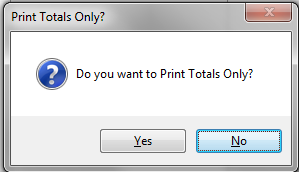 Print Totals Only?
Do you want to Print Totals Only?
Yes
No